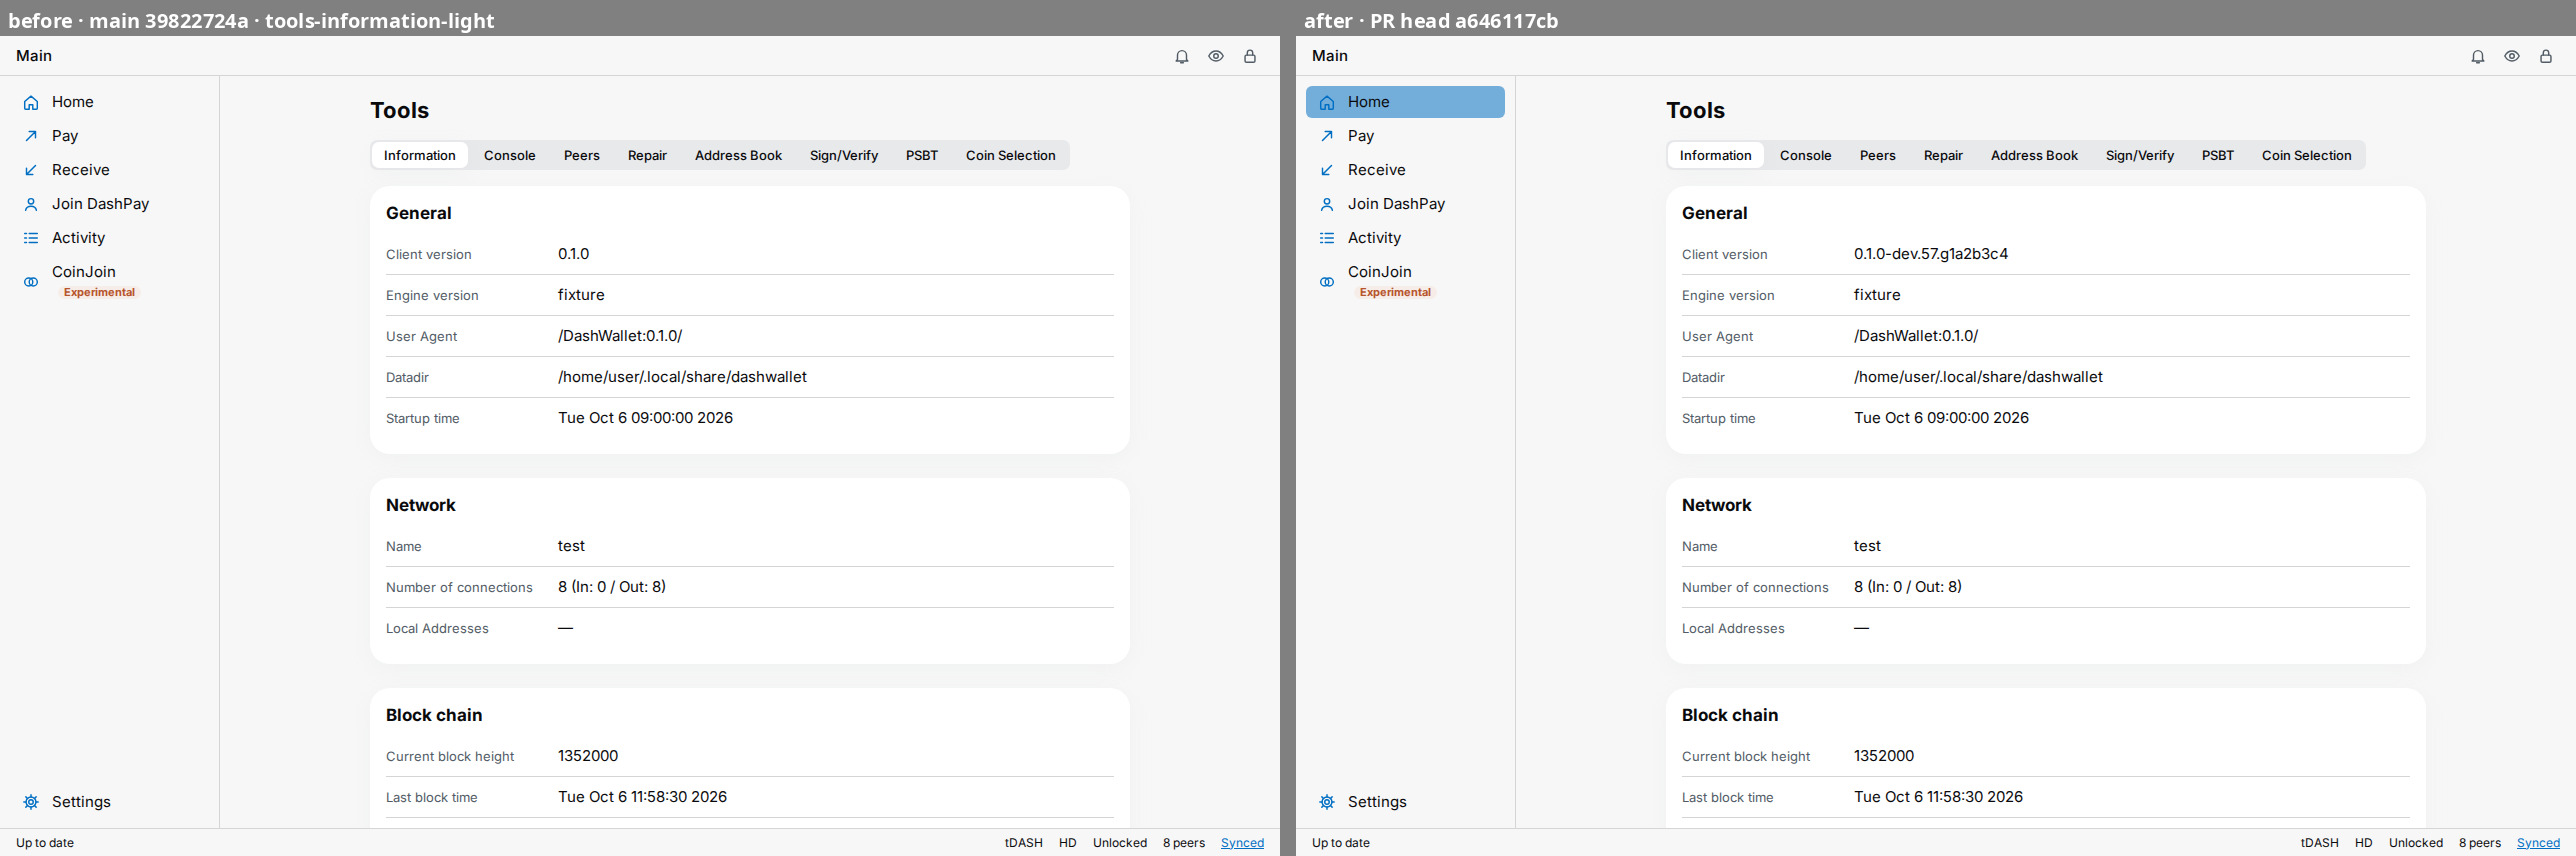 before · main 39822724a · tools-information-light
Main
Home
Pay
Receive
Join DashPay
Activity
CoinJoin
Experimental
Settings
Tools
Information Console Peers Repair Address Book Sign/Verify PSBT Coin Selection
General
Client version 0.1.0
Engine version fixture
User Agent /DashWallet:0.1.0/
Datadir /home/user/.local/share/dashwallet
Startup time Tue Oct 6 09:00:00 2026
Network
Name test
Number of connections 8 (In: 0 / Out: 8)
Local Addresses —
Block chain
Current block height 1352000
Last block time Tue Oct 6 11:58:30 2026
Up to date tDASH HD Unlocked 8 peers Synced
after · PR head a646117cb
Main
Home
Pay
Receive
Join DashPay
Activity
CoinJoin
Experimental
Settings
Tools
Information Console Peers Repair Address Book Sign/Verify PSBT Coin Selection
General
Client version 0.1.0-dev.57.g1a2b3c4
Engine version fixture
User Agent /DashWallet:0.1.0/
Datadir /home/user/.local/share/dashwallet
Startup time Tue Oct 6 09:00:00 2026
Network
Name test
Number of connections 8 (In: 0 / Out: 8)
Local Addresses —
Block chain
Current block height 1352000
Last block time Tue Oct 6 11:58:30 2026
Up to date tDASH HD Unlocked 8 peers Synced